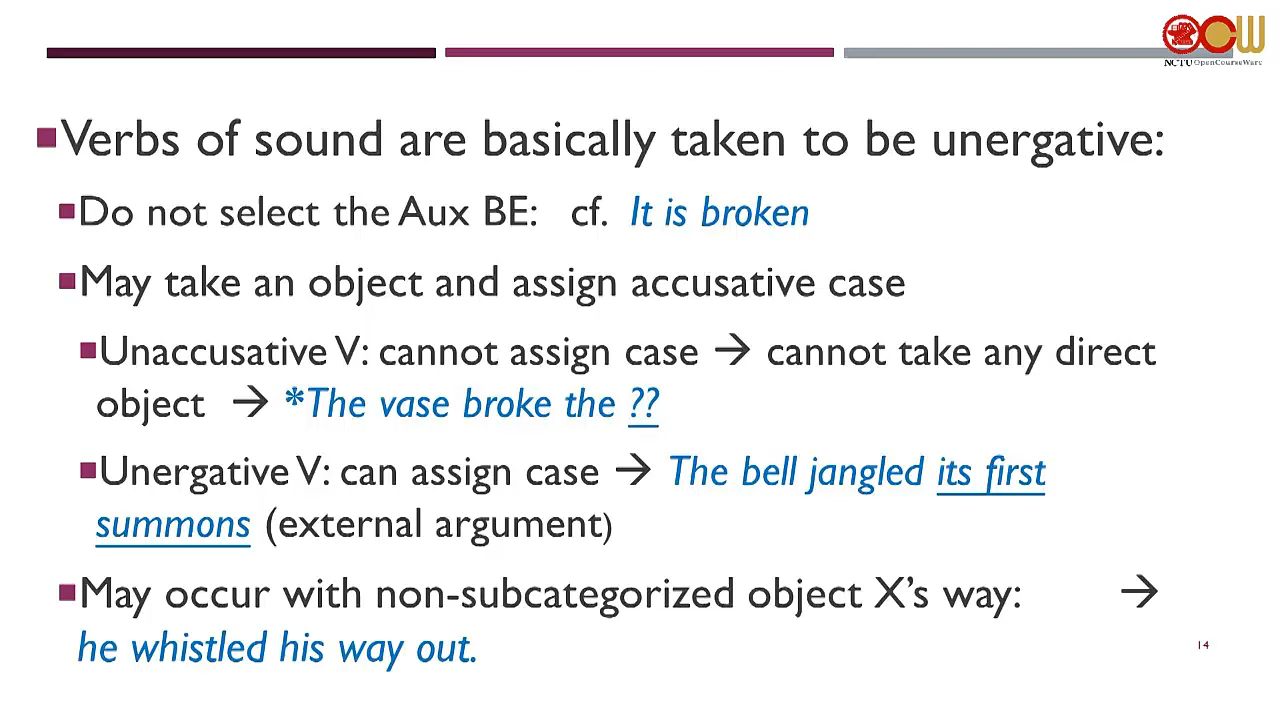 OCW
NCTU OpenCourseWare
Verbs of sound are basically taken to be unergative:
Do not select the Aux BE: cf. It is broken
May take an object and assign accusative case
Unaccusative V: cannot assign case → cannot take any direct
object → *The vase broke the ??
Unergative V: can assign case → The bell jangled its first
summons (external argument)
May occur with non-subcategorized object X’s way: →
he whistled his way out.
14